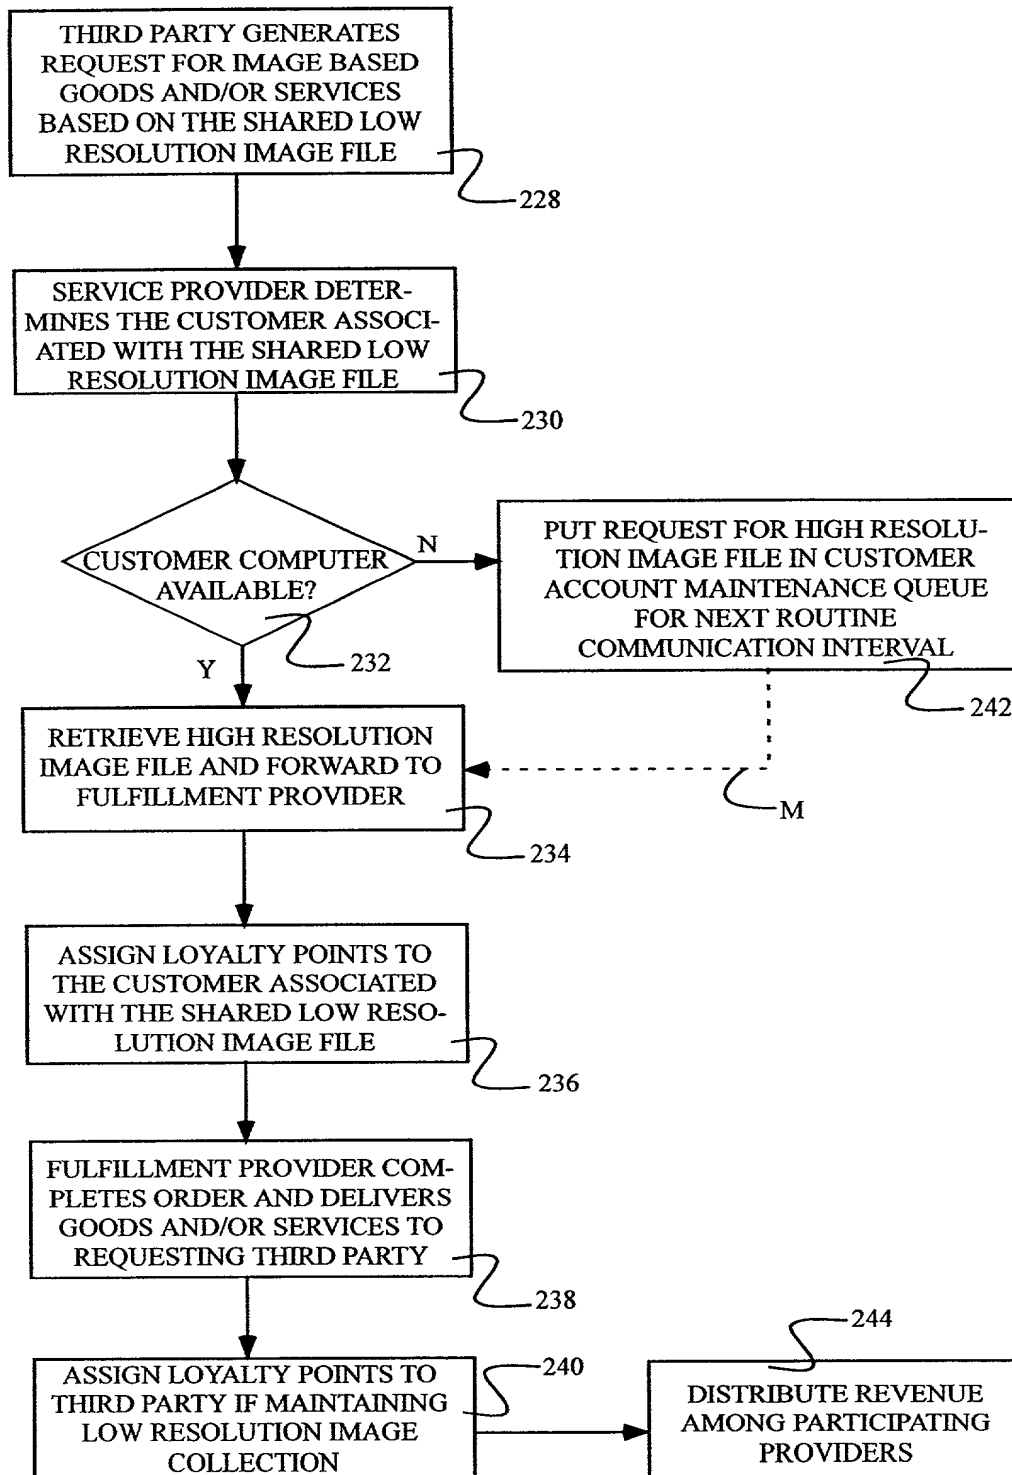 THIRD PARTY GENERATES
REQUEST FOR IMAGE BASED
GOODS AND/OR SERVICES
BASED ON THE SHARED LOW
RESOLUTION IMAGE FILE
228
SERVICE PROVIDER DETER-
MINES THE CUSTOMER ASSOCI-
ATED WITH THE SHARED LOW
RESOLUTION IMAGE FILE
230
CUSTOMER COMPUTER
AVAILABLE?
N
232
Y
PUT REQUEST FOR HIGH RESOLU-
TION IMAGE FILE IN CUSTOMER
ACCOUNT MAINTENANCE QUEUE
FOR NEXT ROUTINE
COMMUNICATION INTERVAL
242
RETRIEVE HIGH RESOLUTION
IMAGE FILE AND FORWARD TO
FULFILLMENT PROVIDER
M
234
ASSIGN LOYALTY POINTS TO
THE CUSTOMER ASSOCIATED
WITH THE SHARED LOW RESO-
LUTION IMAGE FILE
236
FULFILLMENT PROVIDER COM-
PLETES ORDER AND DELIVERS
GOODS AND/OR SERVICES TO
REQUESTING THIRD PARTY
238
ASSIGN LOYALTY POINTS TO
THIRD PARTY IF MAINTAINING
LOW RESOLUTION IMAGE
COLLECTION
240
244
DISTRIBUTE REVENUE
AMONG PARTICIPATING
PROVIDERS